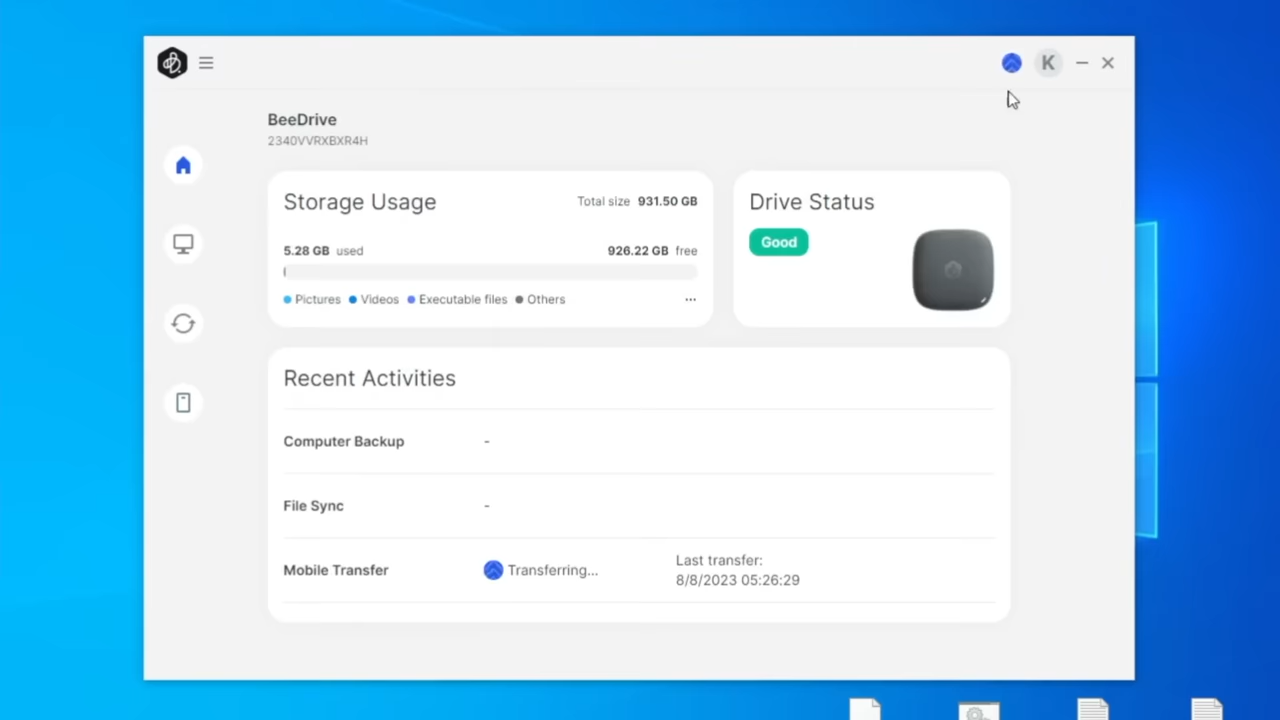 K
BeeDrive
2340VVRXBXR4H
Storage Usage
Total size 931.50 GB
5.28 GB used
926.22 GB free
Pictures Videos Executable files Others
...
Drive Status
Good
Recent Activities
Computer Backup -
File Sync -
Mobile Transfer Transferring...
Last transfer:
8/8/2023 05:26:29